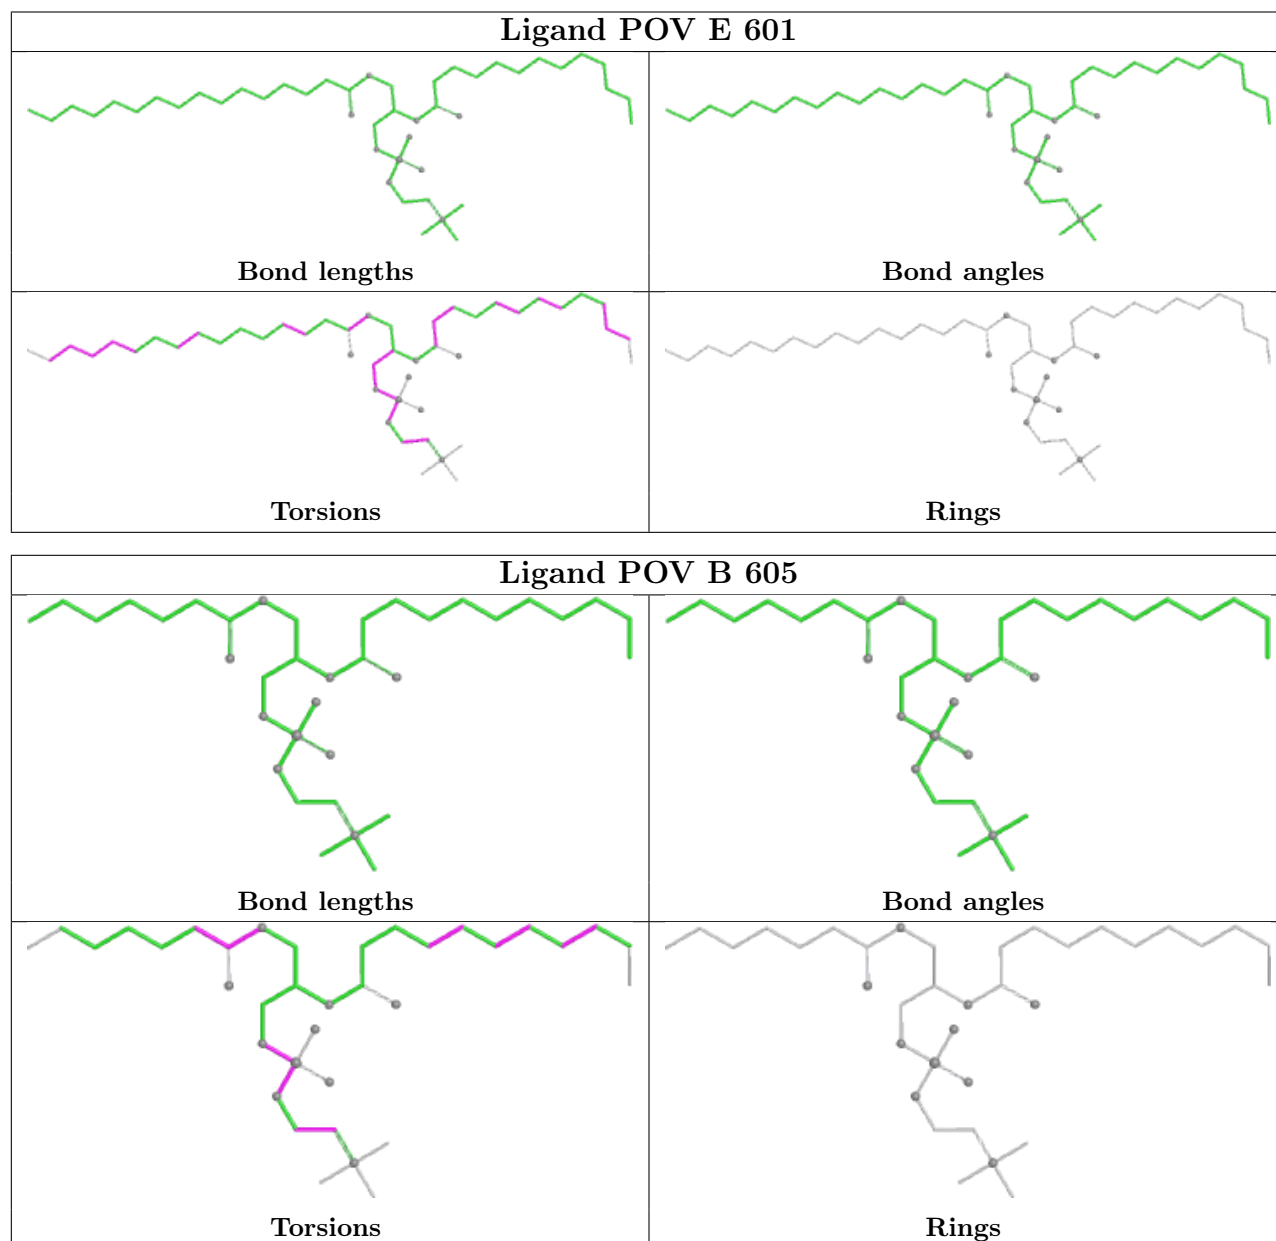 Ligand POV E 601
Bond lengths
Bond angles
Torsions
Rings
Ligand POV B 605
Bond lengths
Bond angles
Torsions
Rings